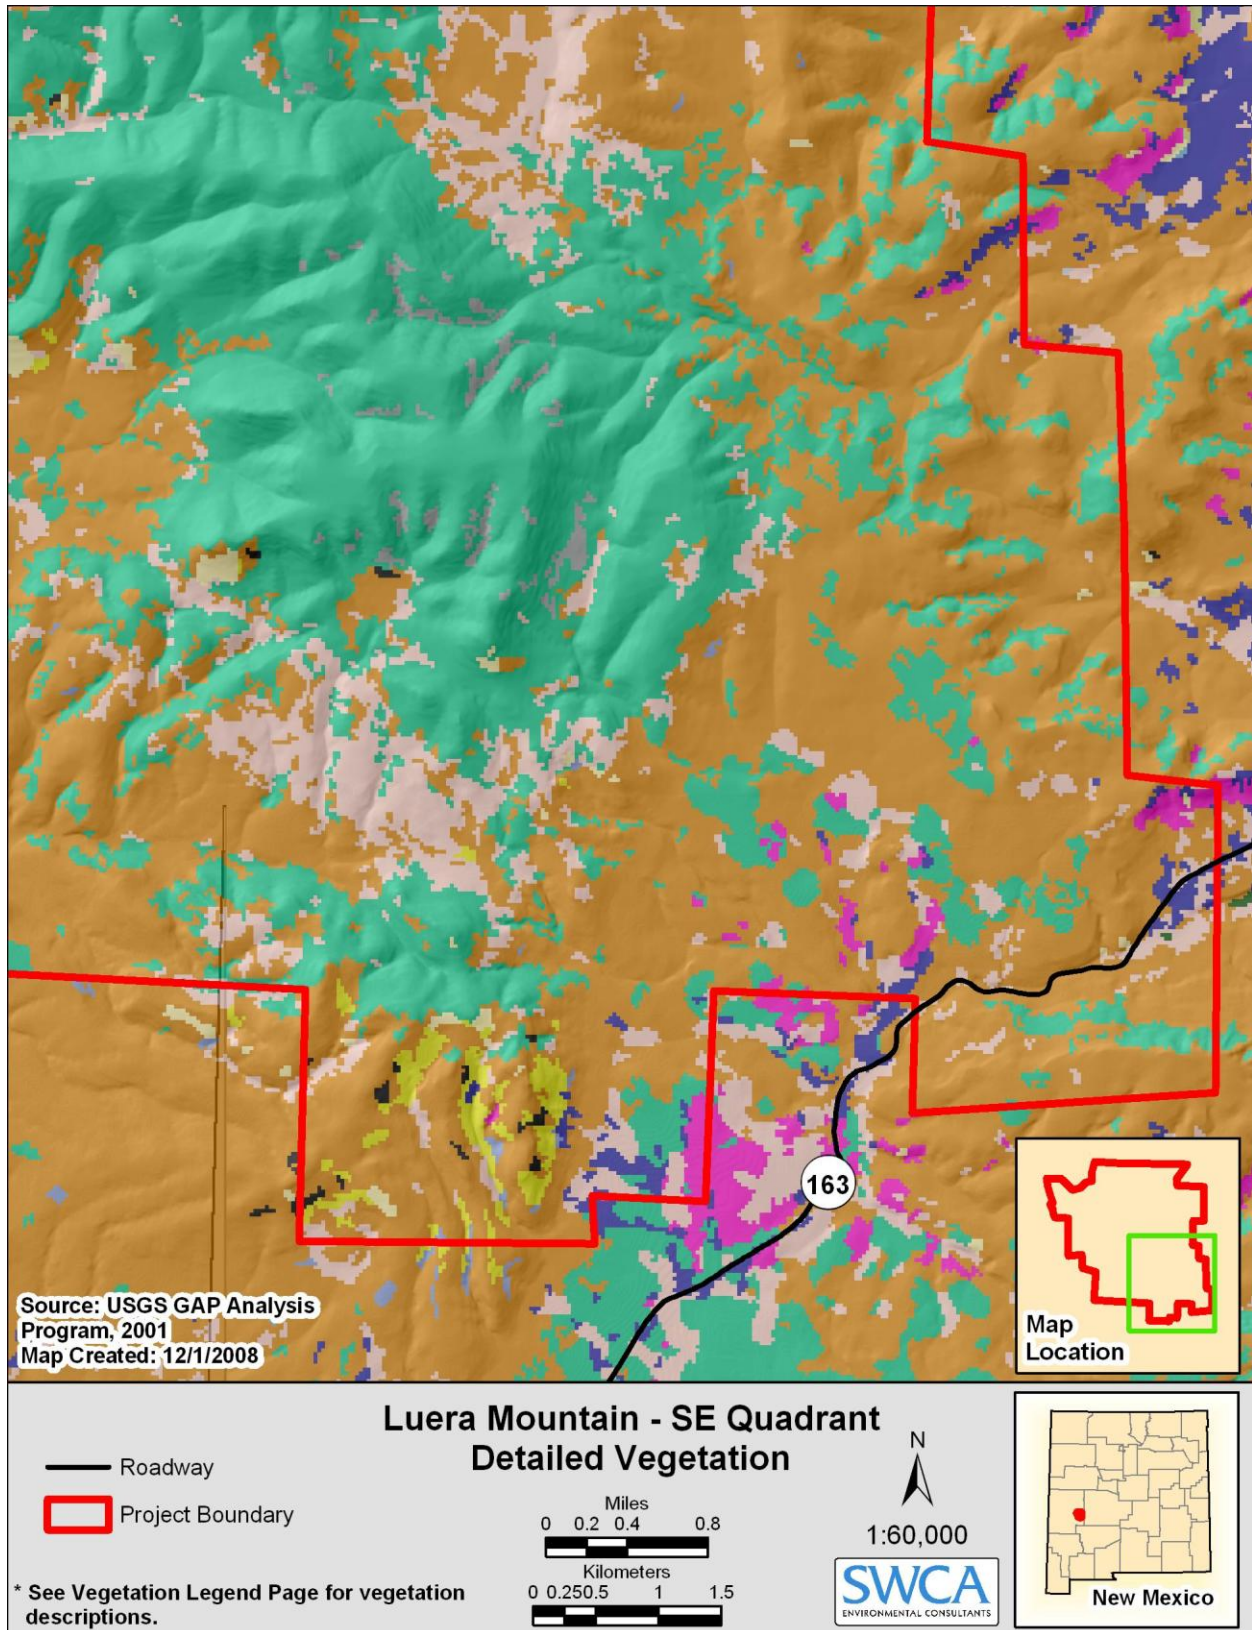 163
Source: USGS GAP Analysis
Program, 2001
Map Created: 12/1/2008
Map
Location
Luera Mountain - SE Quadrant
Detailed Vegetation
Roadway
Project Boundary
* See Vegetation Legend Page for vegetation
descriptions.
Miles
0 0.2 0.4 0.8
Kilometers
0 0.25 0.5 1 1.5
N
1:60,000
SWCA
ENVIRONMENTAL CONSULTANTS
New Mexico